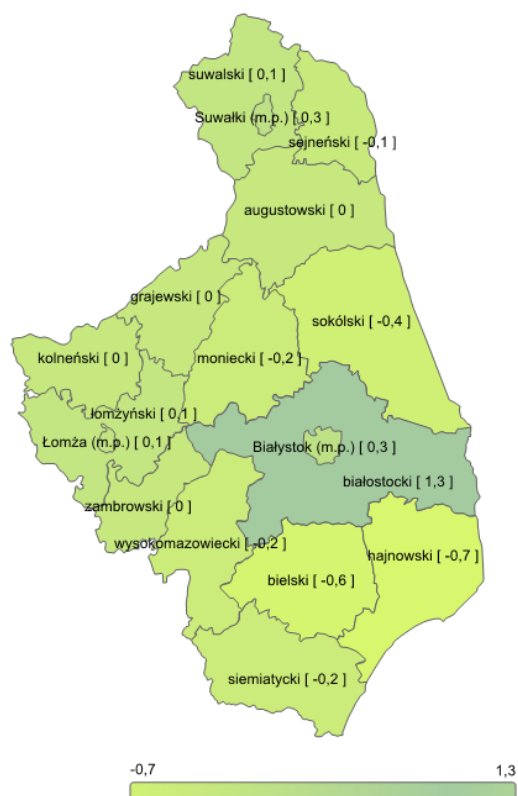 suwalski [ 0,1 ]
Suwałki (m.p.) [ 0,3 ]
sejneński [ -0,1 ]
augustowski [ 0 ]
grajewski [ 0 ]
sokólski [ -0,4 ]
kolneński [ 0 ]
moniecki [ -0,2 ]
łomżyński [ 0,1 ]
Łomża (m.p.) [ 0,1 ]
Białystok (m.p.) [ 0,3 ]
białostocki [ 1,3 ]
zambrowski [ 0 ]
wysokomazowiecki [ -0,2 ]
hajnowski [ -0,7 ]
bielski [ -0,6 ]
siemiatycki [ -0,2 ]
-0,7 1,3